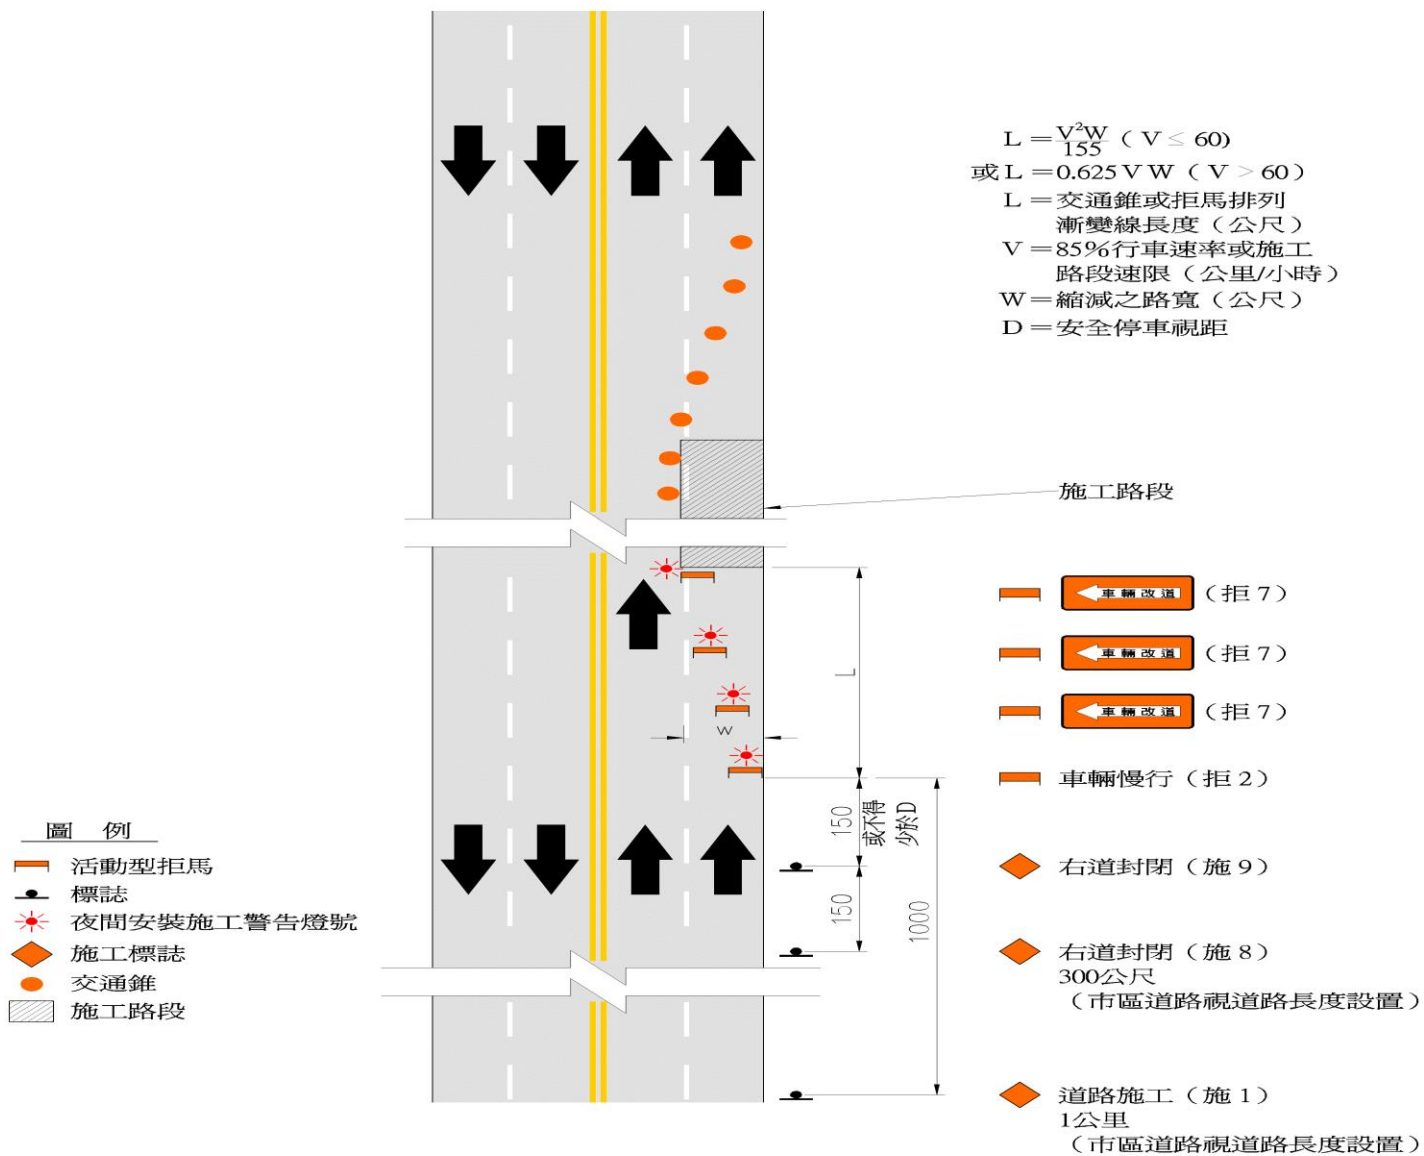 L＝V²W/155（V≤60)
或L＝0.625VW（V>60）
L＝交通錐或拒馬排列
漸變線長度（公尺）
V＝85%行車速率或施工
路段速限（公里/小時）
W＝縮減之路寬（公尺）
D＝安全停車視距
施工路段
車輛改道（拒7）
車輛改道（拒7）
L
車輛改道（拒7）
W
車輛慢行（拒2）
150
或不得
少於D
圖 例
活動型拒馬
標誌
夜間安裝施工警告燈號
施工標誌
交通錐
施工路段
右道封閉（施9）
150
1000
右道封閉（施8）
300公尺
（市區道路視道路長度設置）
道路施工（施1）
1公里
（市區道路視道路長度設置）